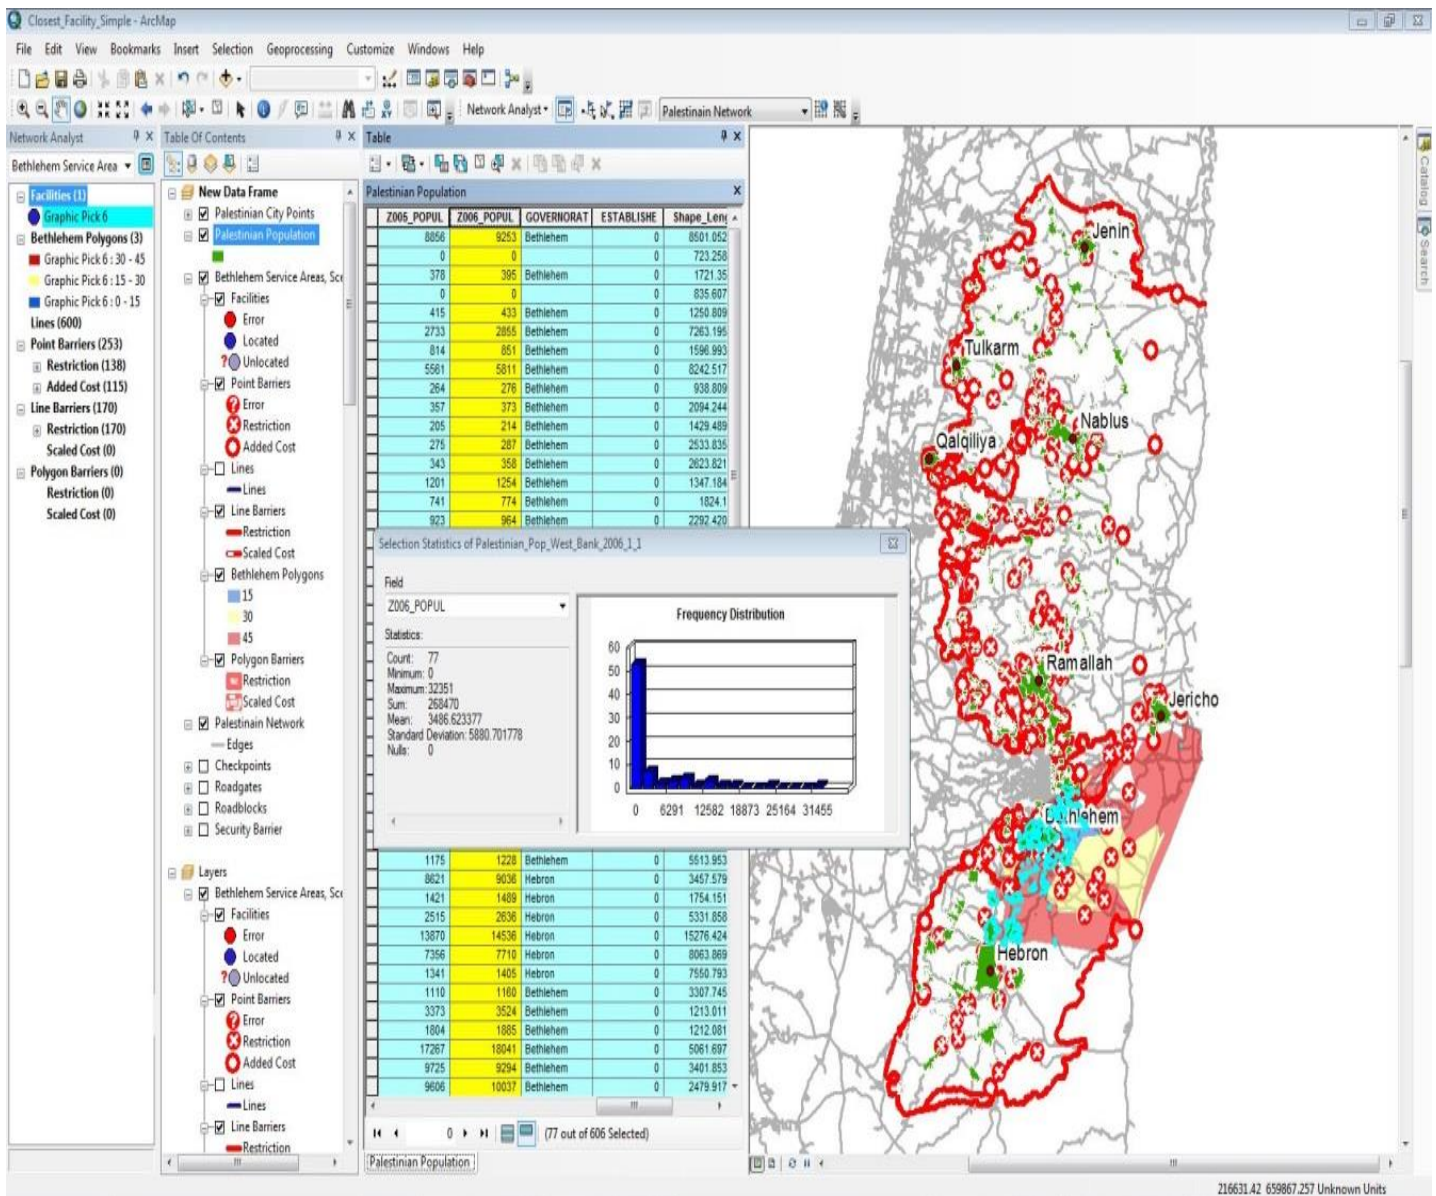 Closest_Facility_Simple - ArcMap
File Edit View Bookmarks Insert Selection Geoprocessing Customize Windows Help
Network Analyst Palestinain Network
Network Analyst
Bethlehem Service Area
Facilities (1)
Graphic Pick 6
Bethlehem Polygons (3)
Graphic Pick 6 : 30 - 45
Graphic Pick 6 : 15 - 30
Graphic Pick 6 : 0 - 15
Lines (600)
Point Barriers (253)
Restriction (138)
Added Cost (115)
Line Barriers (170)
Restriction (170)
Scaled Cost (0)
Polygon Barriers (0)
Restriction (0)
Scaled Cost (0)
Table Of Contents
New Data Frame
Palestinian City Points
Palestinian Population
Bethlehem Service Areas, Sce
Facilities
Error
Located
Unlocated
Point Barriers
Error
Restriction
Added Cost
Lines
Lines
Line Barriers
Restriction
Scaled Cost
Bethlehem Polygons
15
30
45
Polygon Barriers
Restriction
Scaled Cost
Palestinain Network
Edges
Checkpoints
Roadgates
Roadblocks
Security Barrier
Layers
Bethlehem Service Areas, Sce
Facilities
Error
Located
Unlocated
Point Barriers
Error
Restriction
Added Cost
Lines
Lines
Line Barriers
Restriction
Table
Palestinian Population
Z005_POPUL Z006_POPUL GOVERNORAT ESTABLISHE Shape_Leng
8856 9253 Bethlehem 0 8501.052
0 0 0 723.258
378 395 Bethlehem 0 1721.35
0 0 0 835.607
415 433 Bethlehem 0 1250.809
2733 2855 Bethlehem 0 7263.195
814 851 Bethlehem 0 1596.993
5561 5811 Bethlehem 0 8242.517
264 276 Bethlehem 0 938.809
357 373 Bethlehem 0 2094.244
205 214 Bethlehem 0 1429.489
275 287 Bethlehem 0 2533.835
343 358 Bethlehem 0 2623.821
1201 1254 Bethlehem 0 1347.184
741 774 Bethlehem 0 1824.1
923 964 Bethlehem 0 2292.420
Selection Statistics of Palestinian_Pop_West_Bank_2006_1_1
Field
Z006_POPUL
Statistics:
Count: 77
Minimum: 0
Maximum: 32351
Sum: 268470
Mean: 3486.623377
Standard Deviation: 5880.701778
Nulls: 0
Frequency Distribution
60
50
40
30
20
10
0
0 6291 12582 18873 25164 31455
1175 1228 Bethlehem 0 5513.953
8621 9036 Hebron 0 3457.579
1421 1489 Hebron 0 1754.151
2515 2636 Hebron 0 5331.858
13870 14536 Hebron 0 15276.424
7356 7710 Hebron 0 8063.869
1341 1405 Hebron 0 7550.793
1110 1160 Bethlehem 0 3307.745
3373 3524 Bethlehem 0 1213.011
1804 1885 Bethlehem 0 1212.081
17267 18041 Bethlehem 0 5061.697
9725 9294 Bethlehem 0 3401.853
9606 10037 Bethlehem 0 2479.917
0 (77 out of 606 Selected)
Palestinian Population
Jenin
Tulkarm
Nablus
Qalqiliya
Ramallah
Jericho
Bethlehem
Hebron
Catalog
Search
216631.42 659867.257 Unknown Units